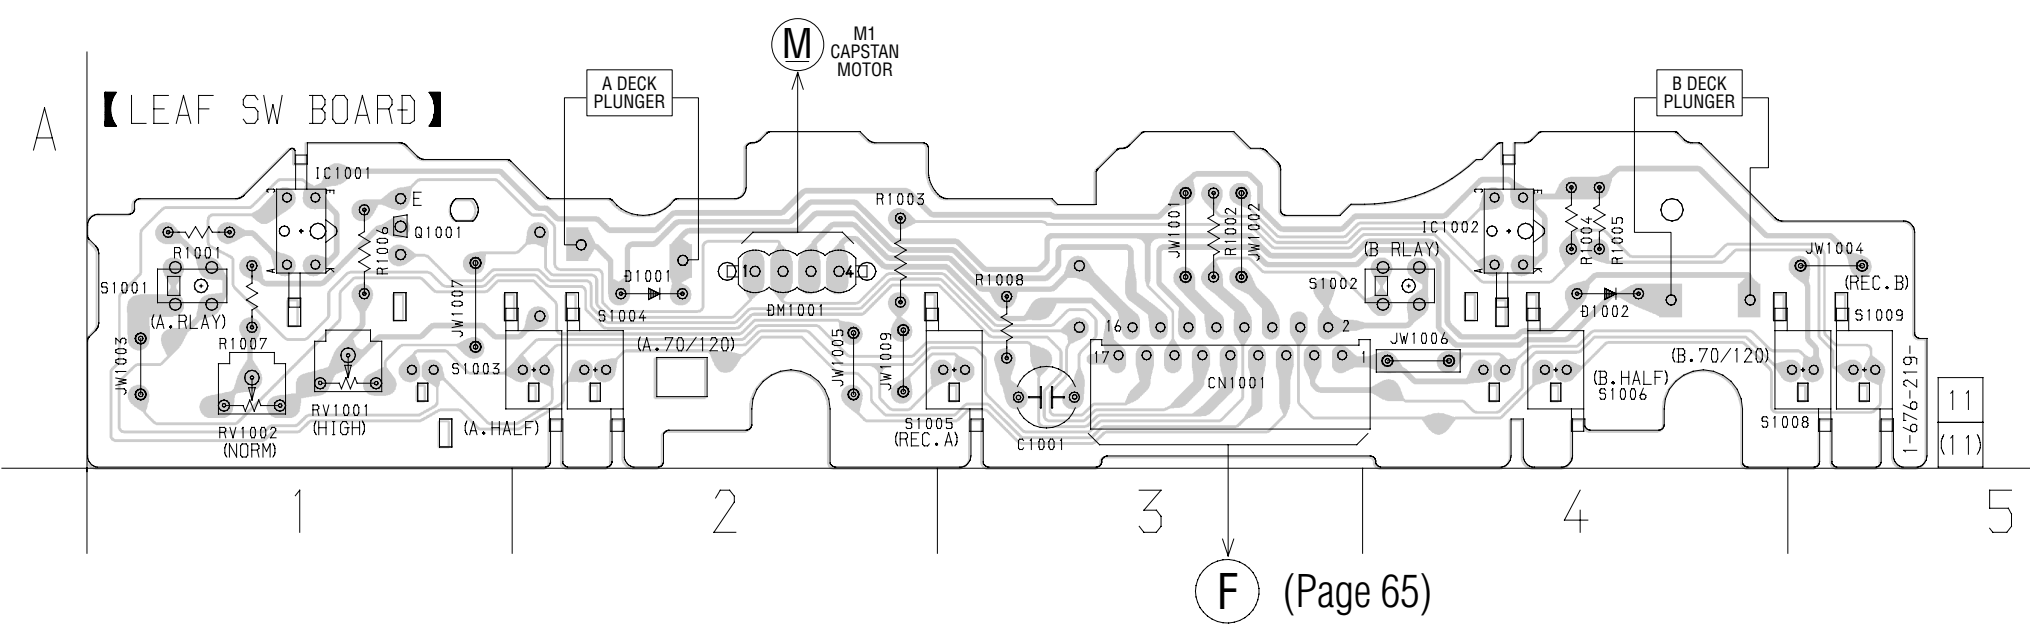 M
M1
CAPSTAN
MOTOR
A DECK
PLUNGER
B DECK
PLUNGER
A
【LEAF SW BOARD】
IC1001
E
Q1001
R1001
R1006
S1001
(A.RLAY)
R1007
JW1003
JW1007
RV1002
(NORM)
RV1001
(HIGH)
S1003
(A.HALF)
D1001
S1004
(A.70/120)
1
4
DM1001
R1003
JW1005
JW1009
S1005
(REC.A)
R1008
C1001
JW1001
R1002
JW1002
16
2
17
1
CN1001
IC1002
(B RLAY)
S1002
JW1006
R1004
R1005
D1002
(B.HALF)
S1006
(B.70/120)
S1008
JW1004
(REC.B)
S1009
1-676-219-
11
(11)
1
2
3
4
5
F
(Page 65)